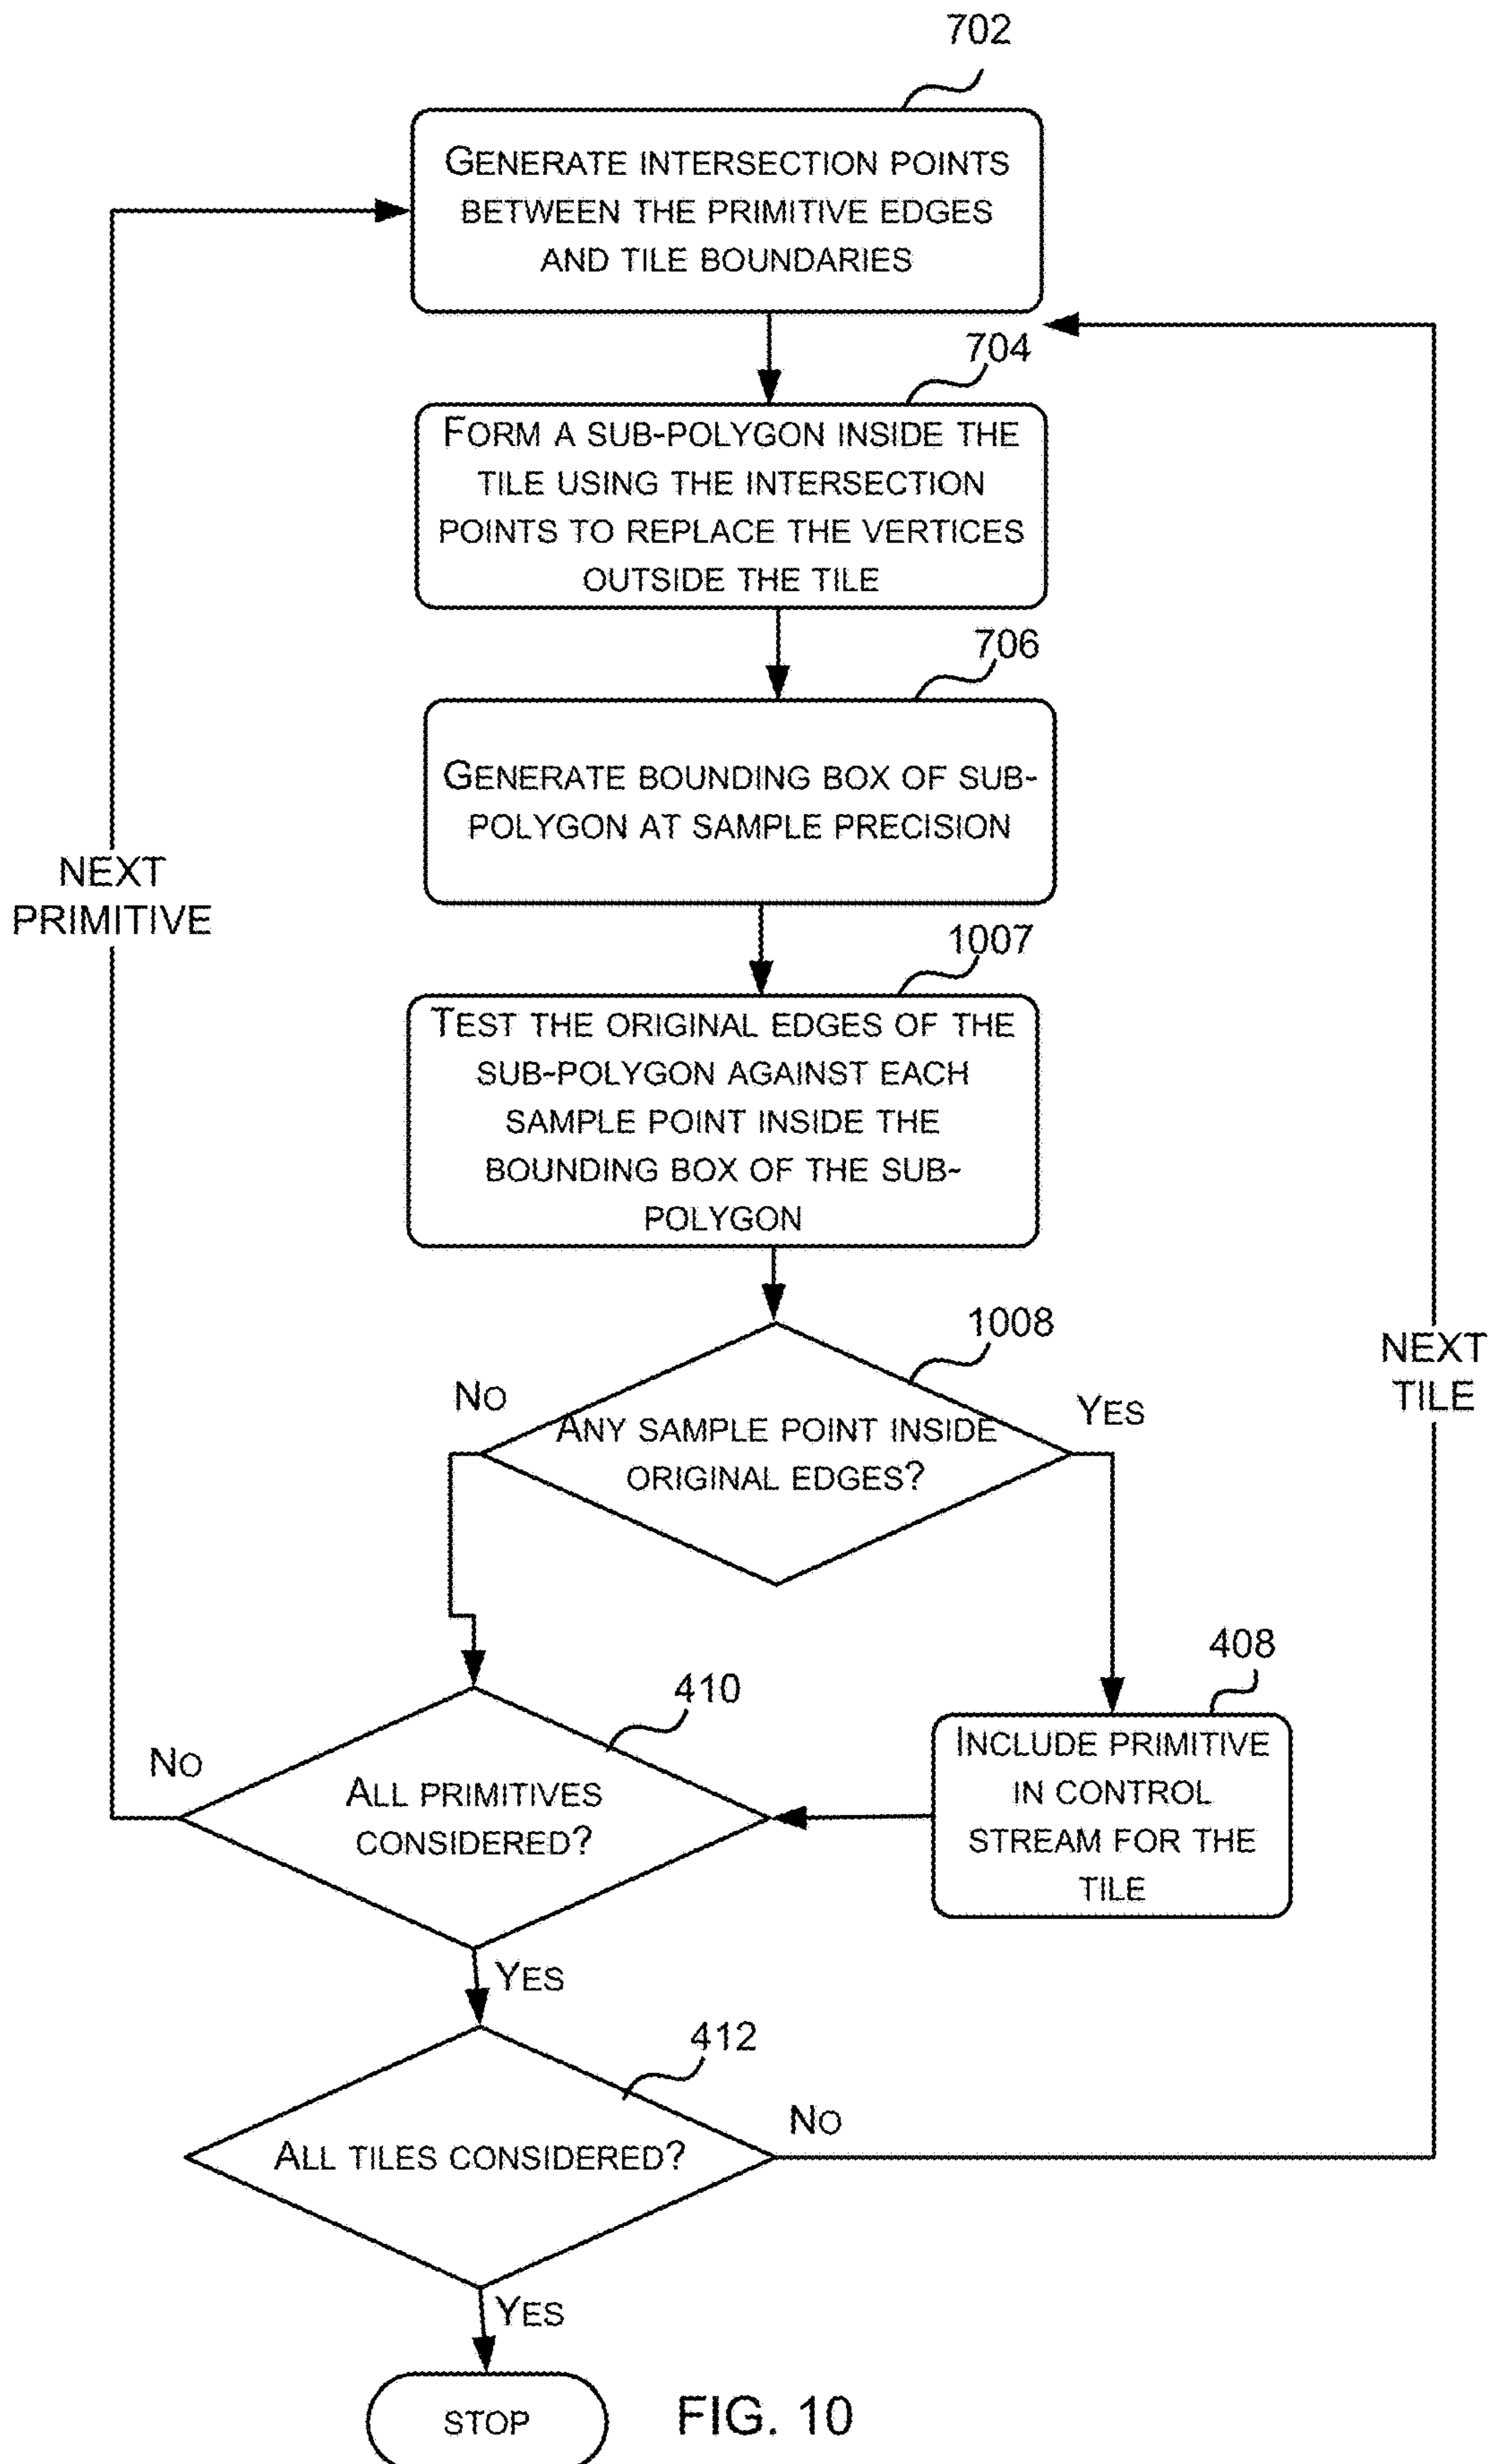 702
GENERATE INTERSECTION POINTS
BETWEEN THE PRIMITIVE EDGES
AND TILE BOUNDARIES
704
FORM A SUB-POLYGON INSIDE THE
TILE USING THE INTERSECTION
POINTS TO REPLACE THE VERTICES
OUTSIDE THE TILE
706
GENERATE BOUNDING BOX OF SUB-
POLYGON AT SAMPLE PRECISION
NEXT
PRIMITIVE
1007
TEST THE ORIGINAL EDGES OF THE
SUB-POLYGON AGAINST EACH
SAMPLE POINT INSIDE THE
BOUNDING BOX OF THE SUB-
POLYGON
1008
NO
YES
ANY SAMPLE POINT INSIDE
ORIGINAL EDGES?
NEXT
TILE
408
INCLUDE PRIMITIVE
IN CONTROL
STREAM FOR THE
TILE
410
NO
ALL PRIMITIVES
CONSIDERED?
YES
412
NO
ALL TILES CONSIDERED?
YES
STOP
FIG. 10